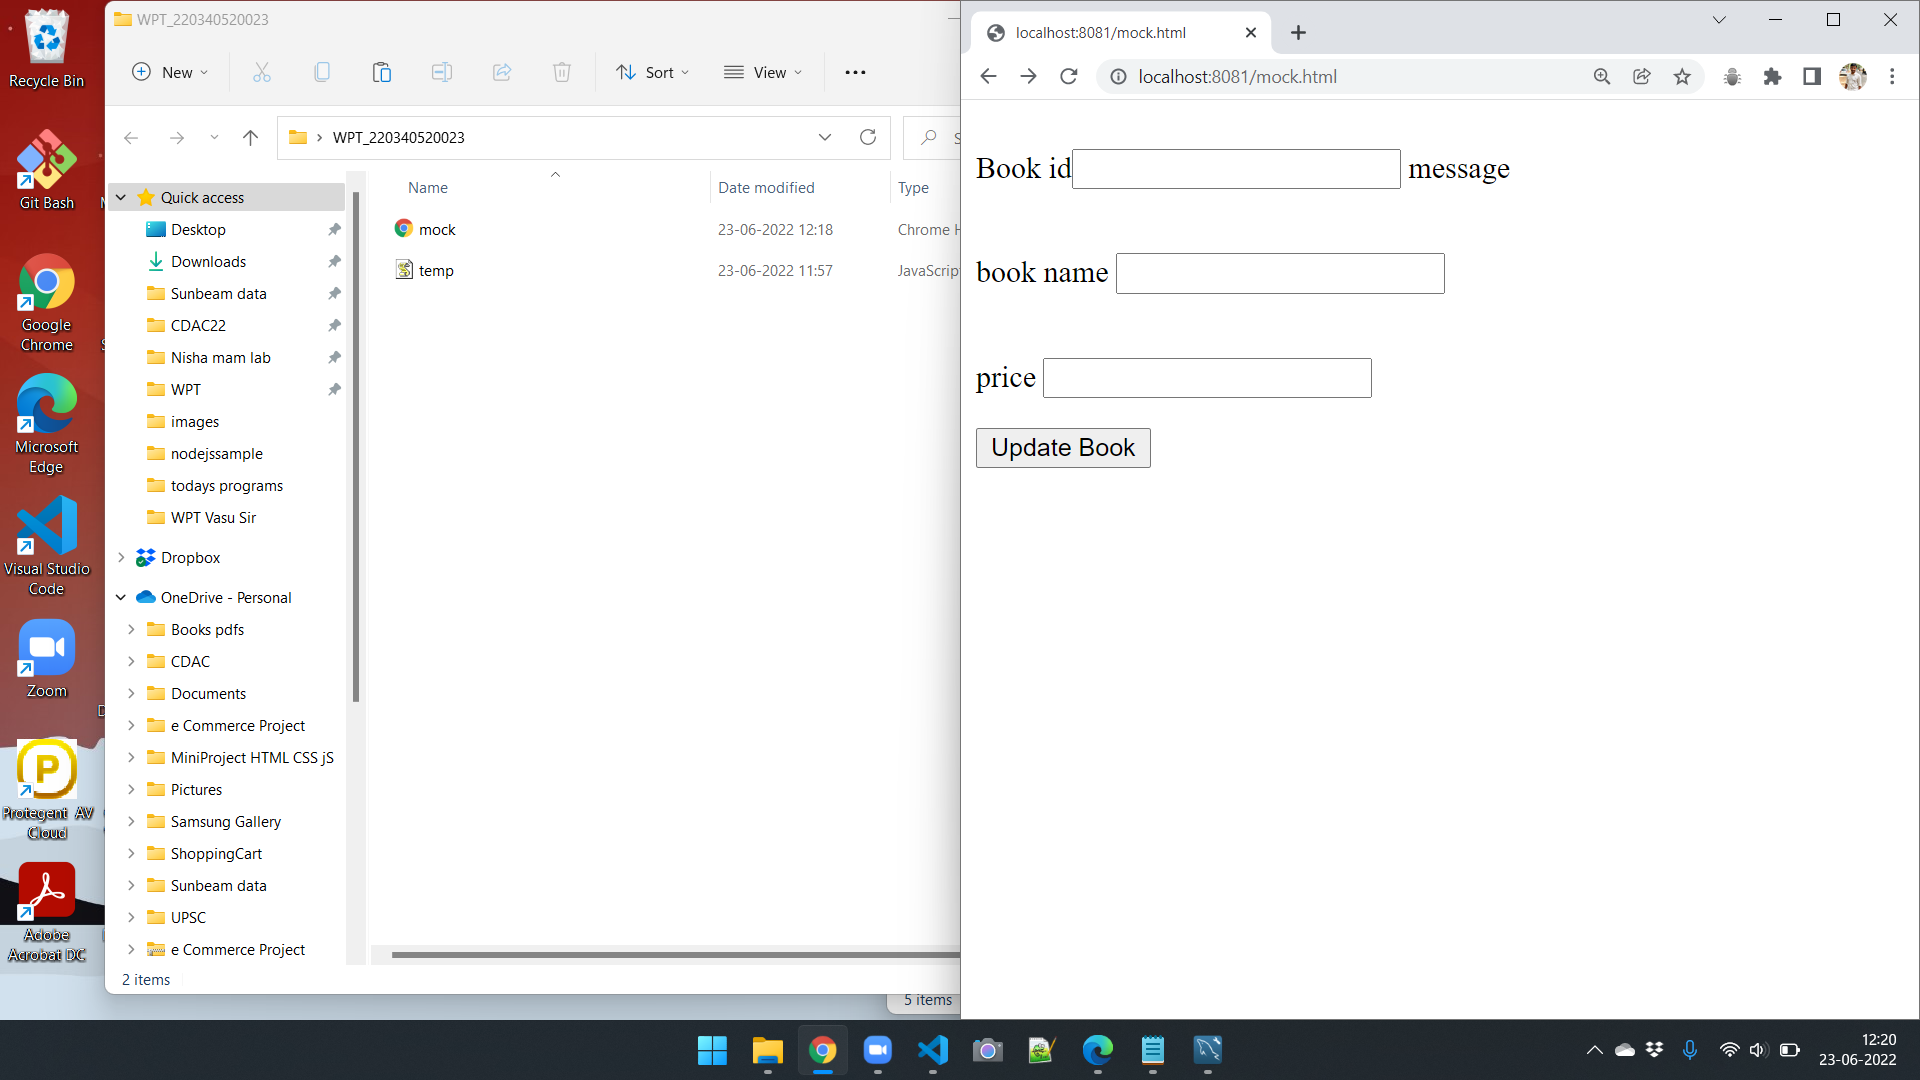 Recycle Bin
Git Bash
Google
Chrome
Microsoft
Edge
Visual Studio
Code
Zoom
Protegent AV
Cloud
Adobe
Acrobat DC
WPT_220340520023
New
Sort
View
WPT_220340520023
S
Name
Date modified
Type
mock
23-06-2022 12:18
Chrome H
temp
23-06-2022 11:57
JavaScrip
Quick access
Desktop
Downloads
Sunbeam data
CDAC22
Nisha mam lab
WPT
images
nodejssample
todays programs
WPT Vasu Sir
Dropbox
OneDrive - Personal
Books pdfs
CDAC
Documents
e Commerce Project
MiniProject HTML CSS jS
Pictures
Samsung Gallery
ShoppingCart
Sunbeam data
UPSC
e Commerce Project
2 items
5 items
localhost:8081/mock.html
localhost:8081/mock.html
Book id message
book name
price
Update Book
12:20
23-06-2022